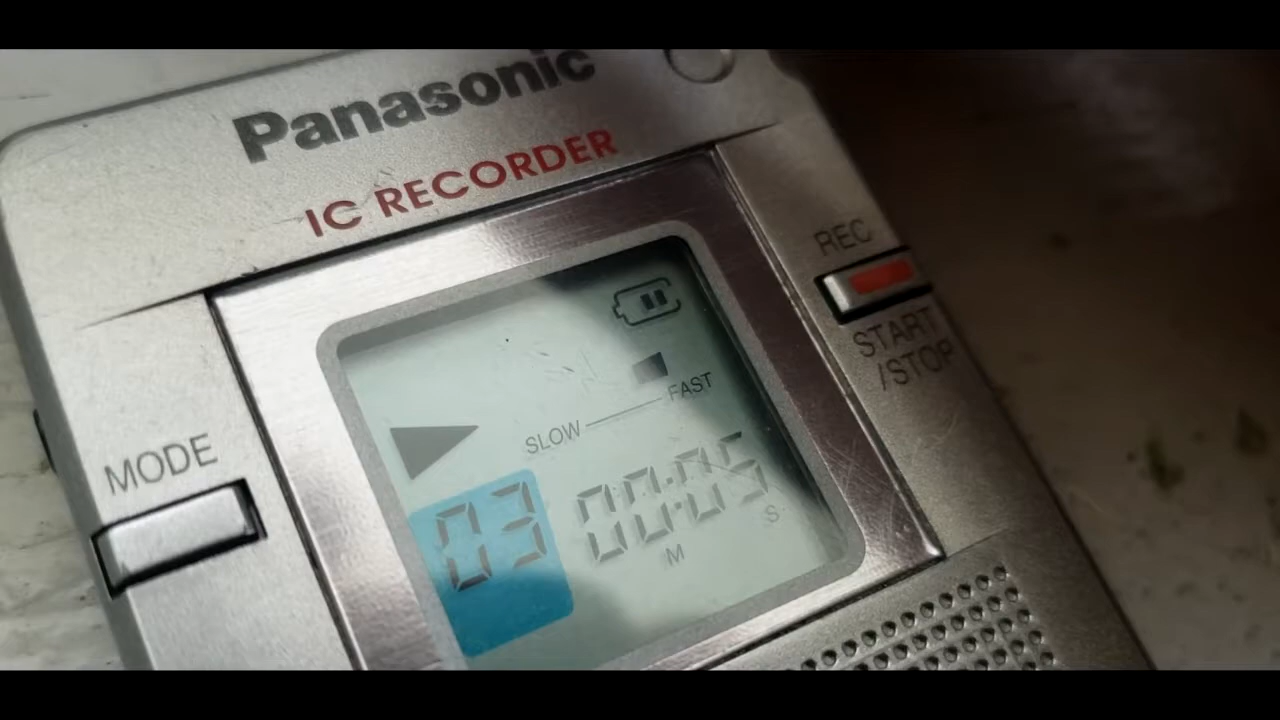 Panasonic
IC RECORDER
REC
START
/STOP
SLOW FAST
MODE
03 00:05
M S